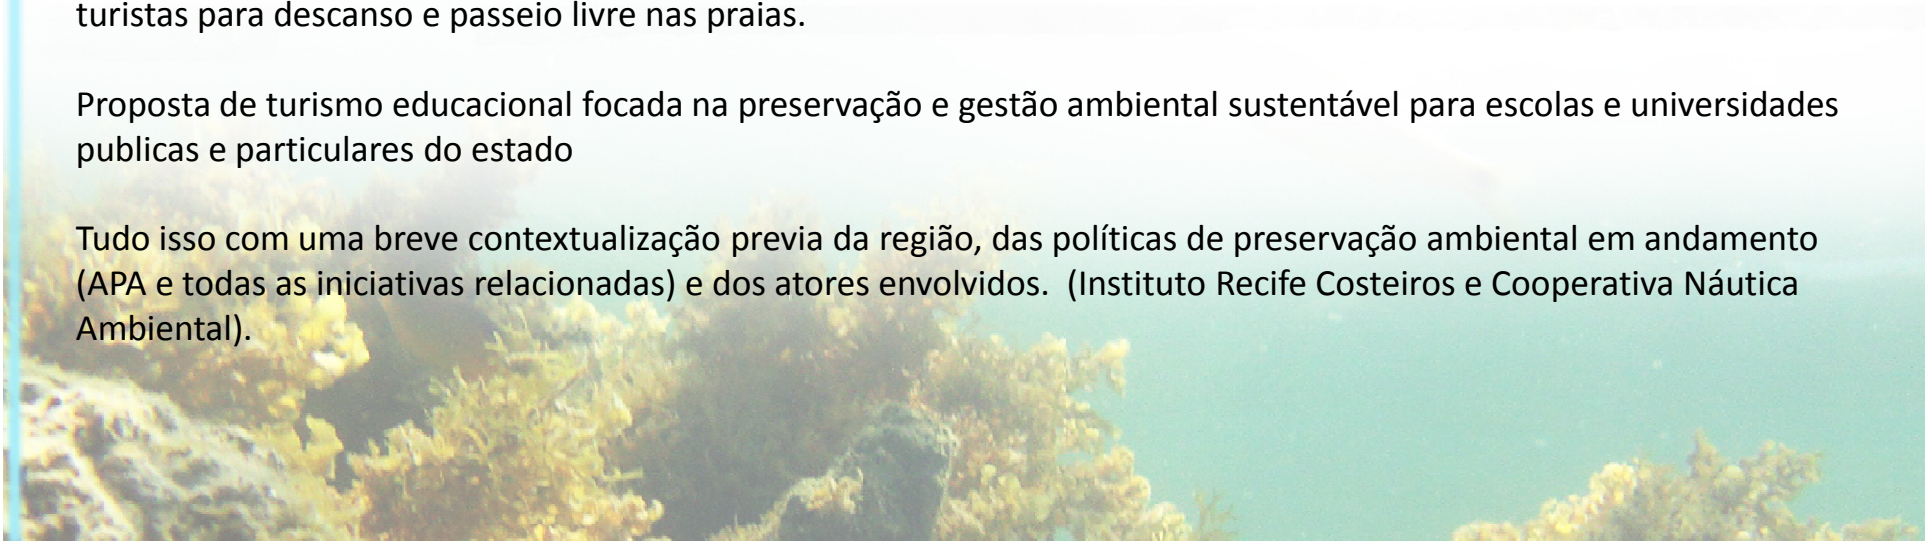 turistas para descanso e passeio livre nas praias.
Proposta de turismo educacional focada na preservação e gestão ambiental sustentável para escolas e universidades
publicas e particulares do estado
Tudo isso com uma breve contextualização previa da região, das políticas de preservação ambiental em andamento
(APA e todas as iniciativas relacionadas) e dos atores envolvidos.  (Instituto Recife Costeiros e Cooperativa Náutica
Ambiental).